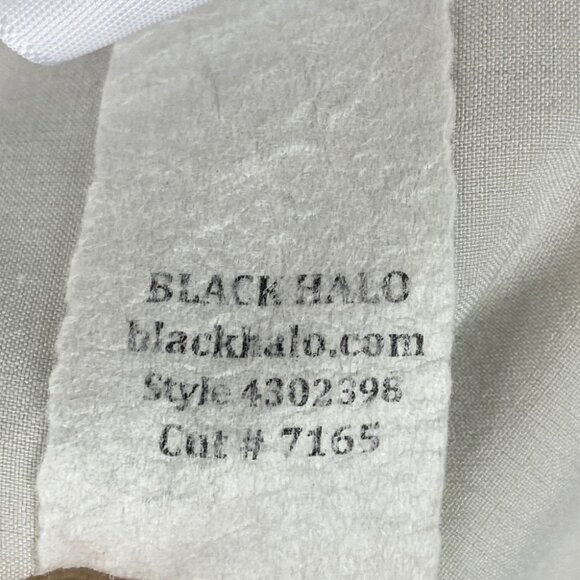 BLACK HALO
blackhalo.com
Style 4302398
Cut # 7165